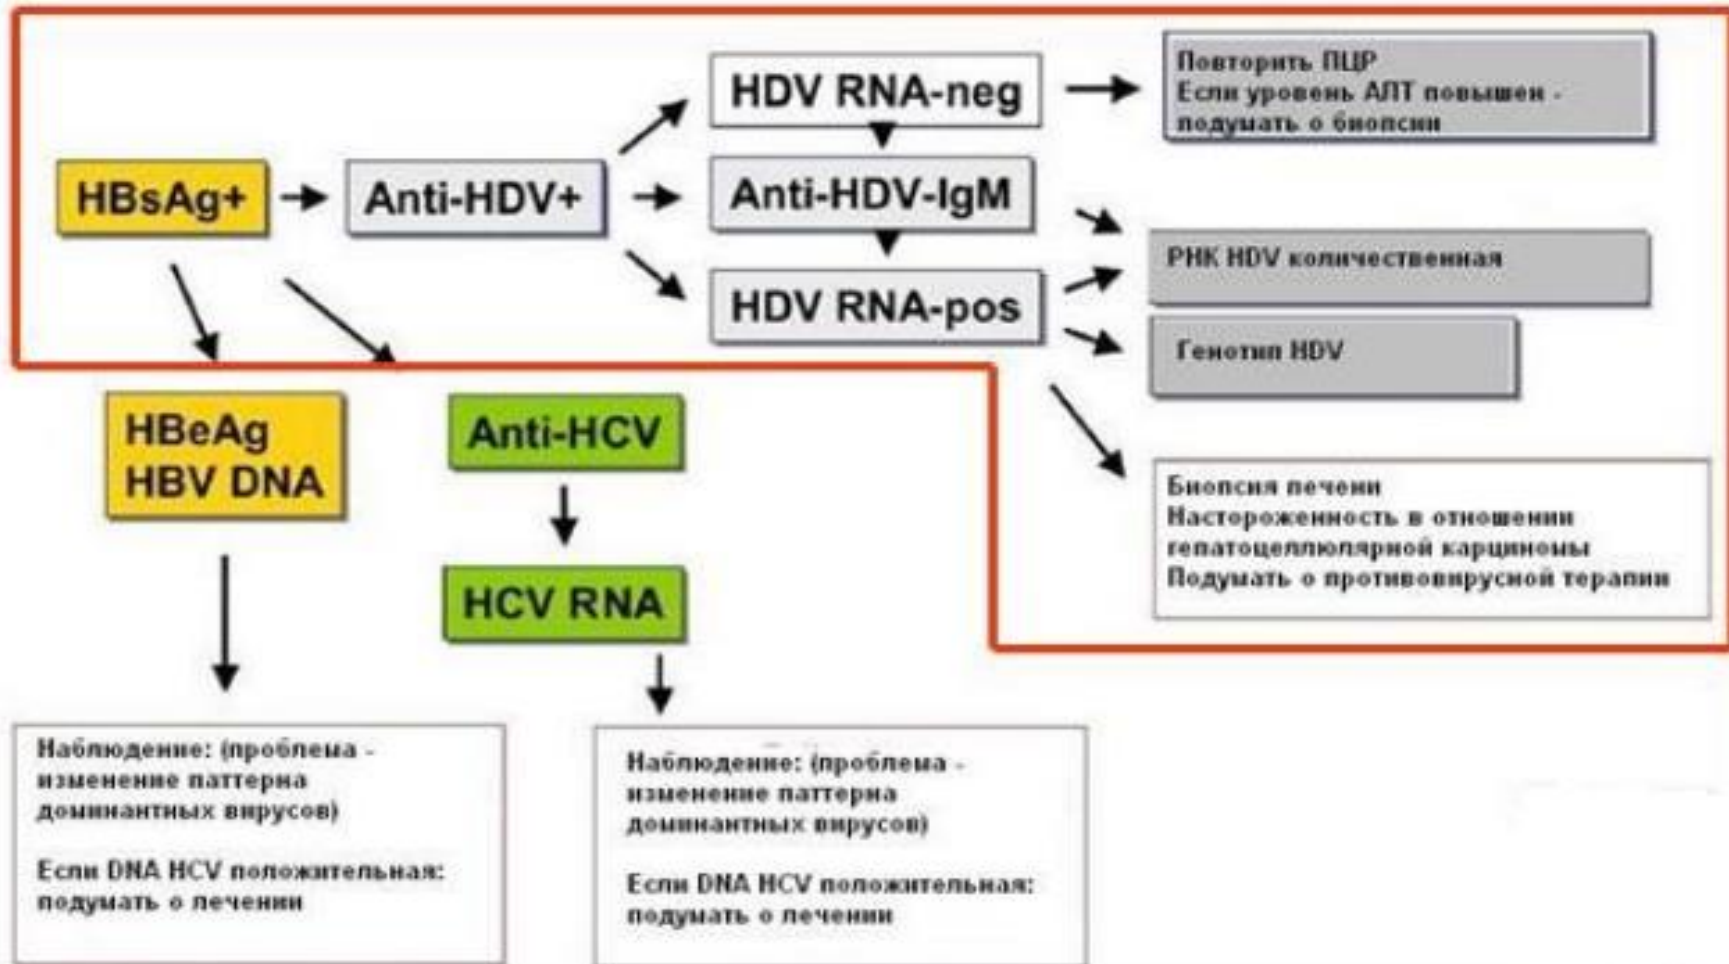 HDV RNA-neg
Повторить ПЦР
Если уровень АЛТ повышен -
подумать о биопсии
HBsAg+
Anti-HDV+
Anti-HDV-IgM
РНК HDV количественная
HDV RNA-pos
Генотип HDV
HBeAg
HBV DNA
Anti-HCV
Биопсия печени
Настороженность в отношении
гепатоцеллюлярной карциномы
Подумать о противовирусной терапии
HCV RNA
Наблюдение: (проблема -
изменение паттерна
доминантных вирусов)
Если DNA HCV положительная:
подумать о лечении
Наблюдение: (проблема -
изменение паттерна
доминантных вирусов)
Если DNA HCV положительная:
подумать о лечении